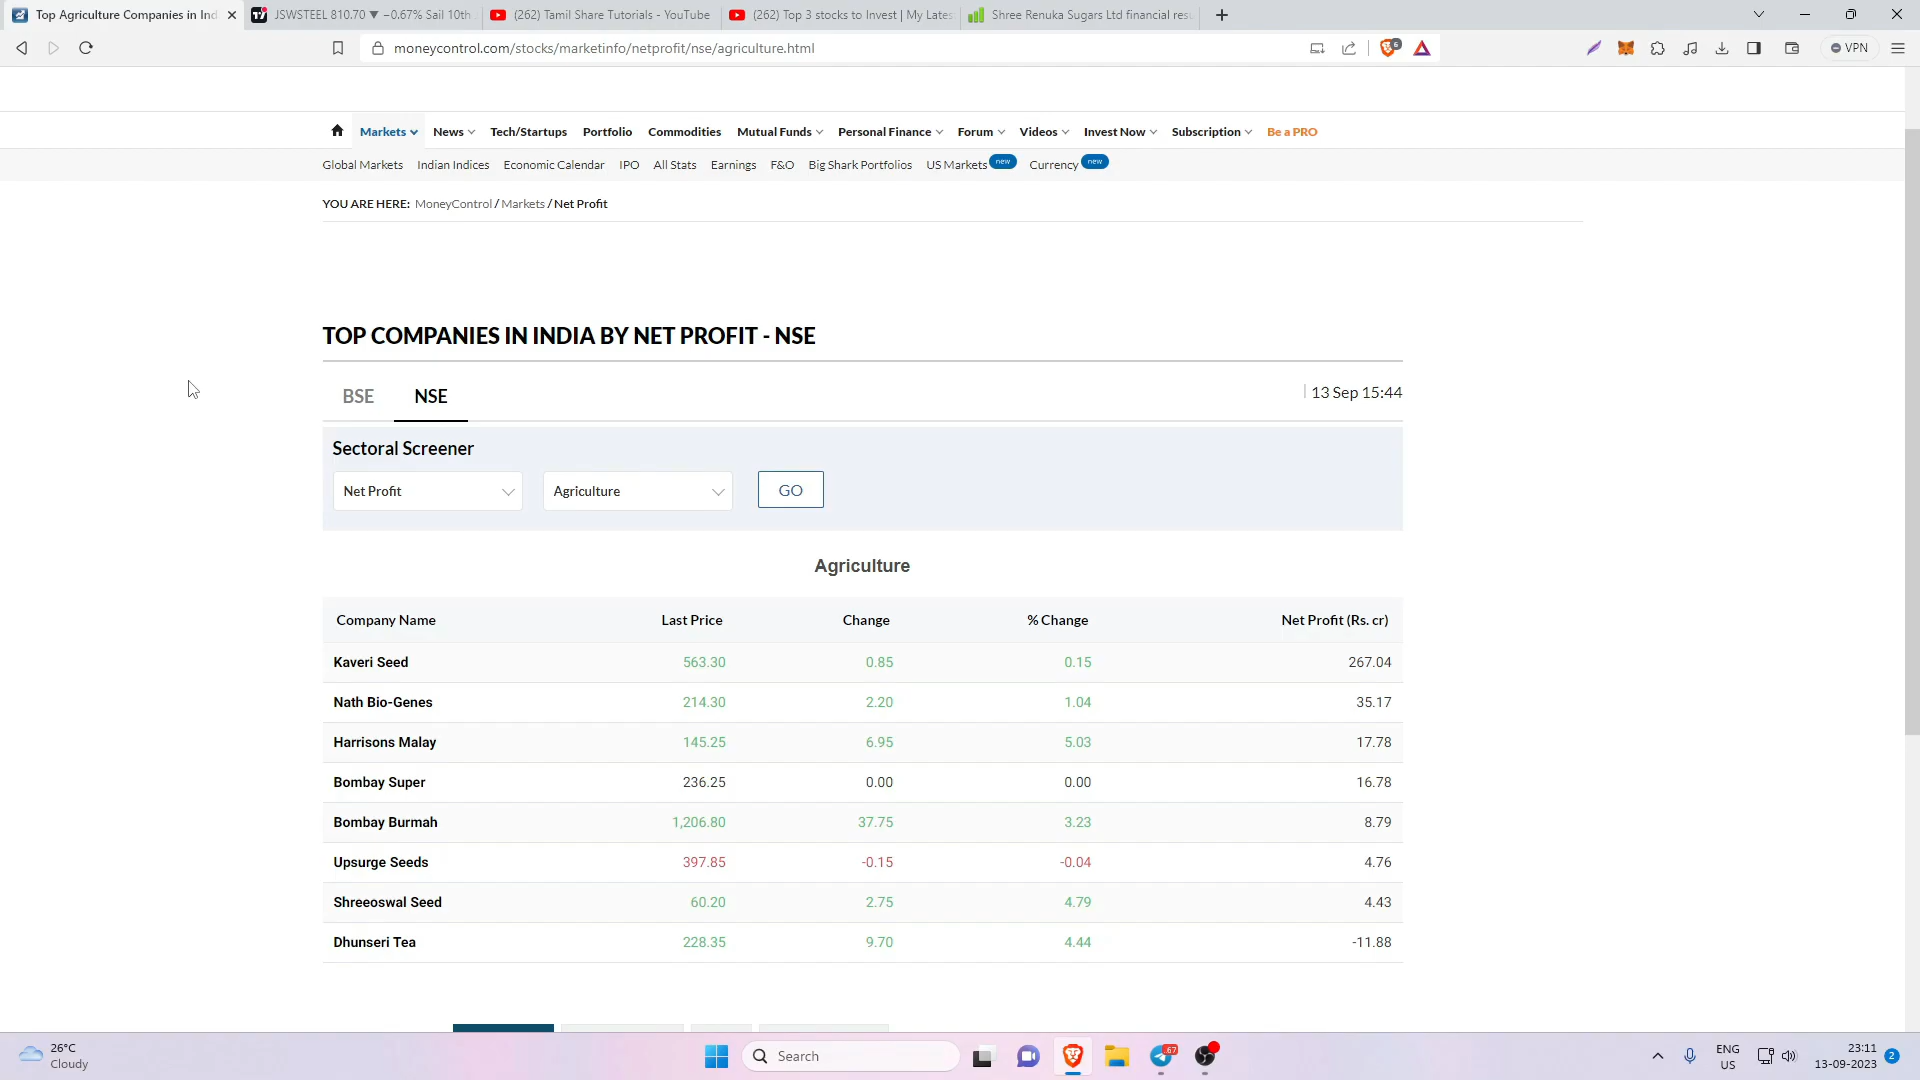 Top Agriculture Companies in Ind
JSWSTEEL 810.70 ▼ −0.67% Sail 10th
(262) Tamil Share Tutorials - YouTube
(262) Top 3 stocks to Invest | My Lates
Shree Renuka Sugars Ltd financial resu
moneycontrol.com/stocks/marketinfo/netprofit/nse/agriculture.html
6
VPN
Markets News Tech/Startups Portfolio Commodities Mutual Funds Personal Finance Forum Videos Invest Now Subscription Be a PRO
Global Markets Indian Indices Economic Calendar IPO All Stats Earnings F&O Big Shark Portfolios US Markets new Currency new
YOU ARE HERE: MoneyControl / Markets / Net Profit
TOP COMPANIES IN INDIA BY NET PROFIT - NSE
BSE NSE | 13 Sep 15:44
Sectoral Screener
Net Profit Agriculture GO
Agriculture
Company Name Last Price Change % Change Net Profit (Rs. cr)
Kaveri Seed 563.30 0.85 0.15 267.04
Nath Bio-Genes 214.30 2.20 1.04 35.17
Harrisons Malay 145.25 6.95 5.03 17.78
Bombay Super 236.25 0.00 0.00 16.78
Bombay Burmah 1,206.80 37.75 3.23 8.79
Upsurge Seeds 397.85 -0.15 -0.04 4.76
Shreeoswal Seed 60.20 2.75 4.79 4.43
Dhunseri Tea 228.35 9.70 4.44 -11.88
26°C
Cloudy
Search
67
ENG
US
23:11
13-09-2023
2